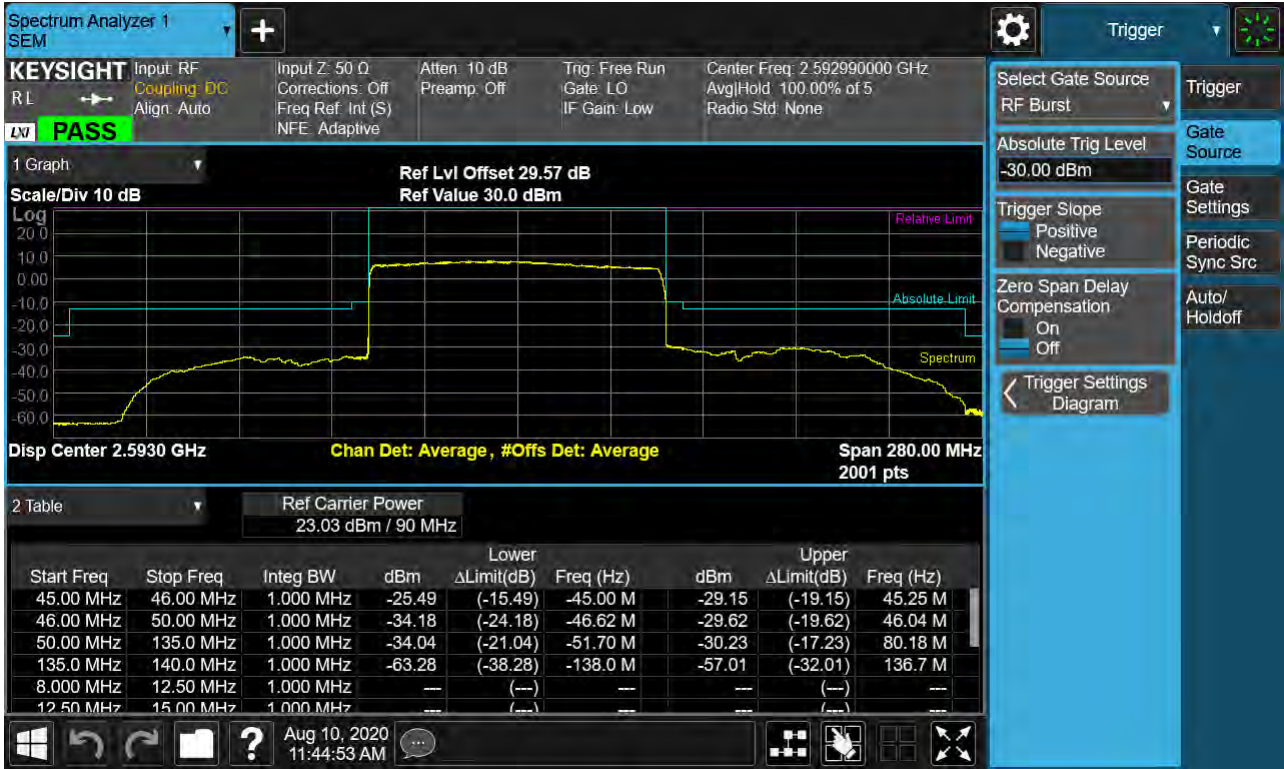 Spectrum Analyzer 1
SEM
+
Trigger
KEYSIGHT
R L
LXI PASS
Input: RF
Coupling: DC
Align: Auto
Input Z: 50 Ω
Corrections: Off
Freq Ref: Int (S)
NFE: Adaptive
Atten: 10 dB
Preamp: Off
Trig: Free Run
Gate: LO
IF Gain: Low
Center Freq: 2.592990000 GHz
Avg|Hold: 100.00% of 5
Radio Std: None
1 Graph
Scale/Div 10 dB
Ref Lvl Offset 29.57 dB
Ref Value 30.0 dBm
Log
20.0
10.0
0.00
-10.0
-20.0
-30.0
-40.0
-50.0
-60.0
Relative Limit
Absolute Limit
Spectrum
Disp Center 2.5930 GHz
Chan Det: Average, #Offs Det: Average
Span 280.00 MHz
2001 pts
2 Table
Ref Carrier Power
23.03 dBm / 90 MHz
Lower Upper
Start Freq Stop Freq Integ BW dBm ΔLimit(dB) Freq (Hz) dBm ΔLimit(dB) Freq (Hz)
45.00 MHz 46.00 MHz 1.000 MHz -25.49 (-15.49) -45.00 M -29.15 (-19.15) 45.25 M
46.00 MHz 50.00 MHz 1.000 MHz -34.18 (-24.18) -46.62 M -29.62 (-19.62) 46.04 M
50.00 MHz 135.0 MHz 1.000 MHz -34.04 (-21.04) -51.70 M -30.23 (-17.23) 80.18 M
135.0 MHz 140.0 MHz 1.000 MHz -63.28 (-38.28) -138.0 M -57.01 (-32.01) 136.7 M
8.000 MHz 12.50 MHz 1.000 MHz --- (---) --- --- (---) ---
12.50 MHz 15.00 MHz 1.000 MHz --- (---) --- --- (---) ---
?
Aug 10, 2020
11:44:53 AM
Select Gate Source
RF Burst
Absolute Trig Level
-30.00 dBm
Trigger Slope
Positive
Negative
Zero Span Delay
Compensation
On
Off
Trigger Settings
Diagram
Trigger
Gate
Source
Gate
Settings
Periodic
Sync Src
Auto/
Holdoff